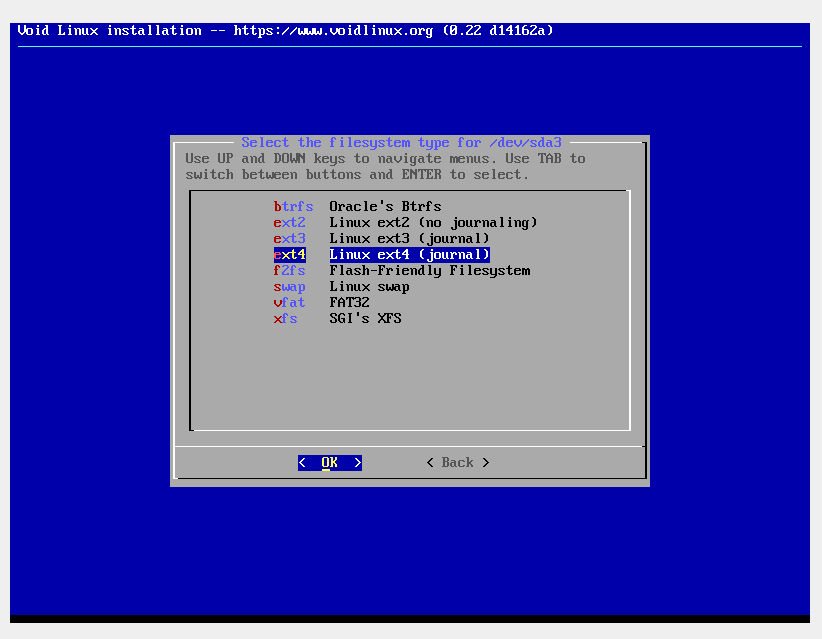 Void Linux installation -- https://www.voidlinux.org (0.22 d14162a)
Select the filesystem type for /dev/sda3
Use UP and DOWN keys to navigate menus. Use TAB to
switch between buttons and ENTER to select.
btrfs Oracle's Btrfs
ext2 Linux ext2 (no journaling)
ext3 Linux ext3 (journal)
ext4 Linux ext4 (journal)
f2fs Flash-Friendly Filesystem
swap Linux swap
vfat FAT32
xfs SGI's XFS
< OK > < Back >